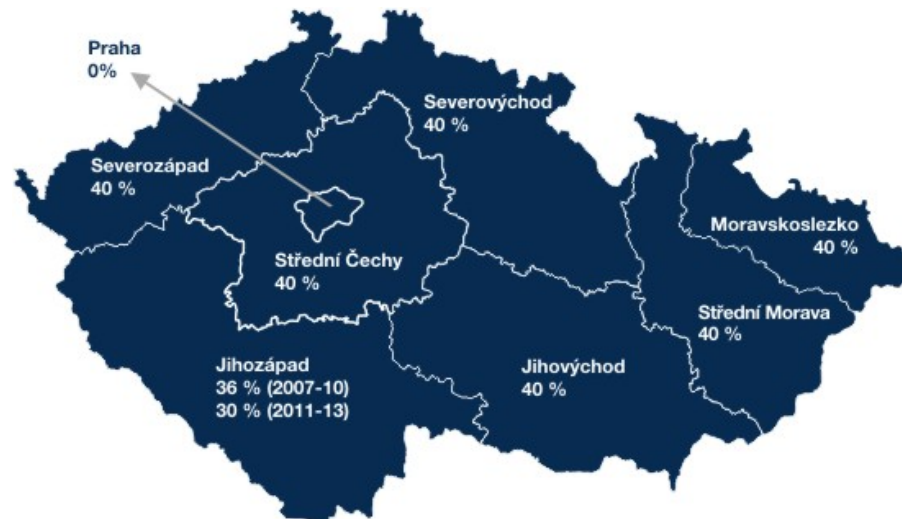 Praha
0%
Severovýchod
40 %
Severozápad
40 %
Moravskoslezko
40 %
Střední Čechy
40 %
Střední Morava
40 %
Jihozápad
36 % (2007-10)
30 % (2011-13)
Jihovýchod
40 %